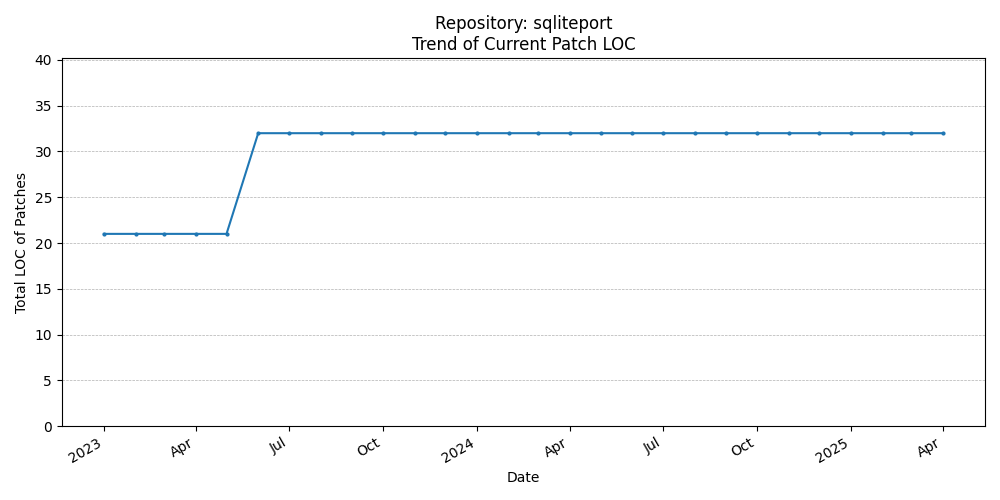 Repository: sqliteport
Trend of Current Patch LOC
Total LOC of Patches
40
35
30
25
20
15
10
5
0
2023
Apr
Jul
Oct
2024
Apr
Jul
Oct
2025
Apr
Date